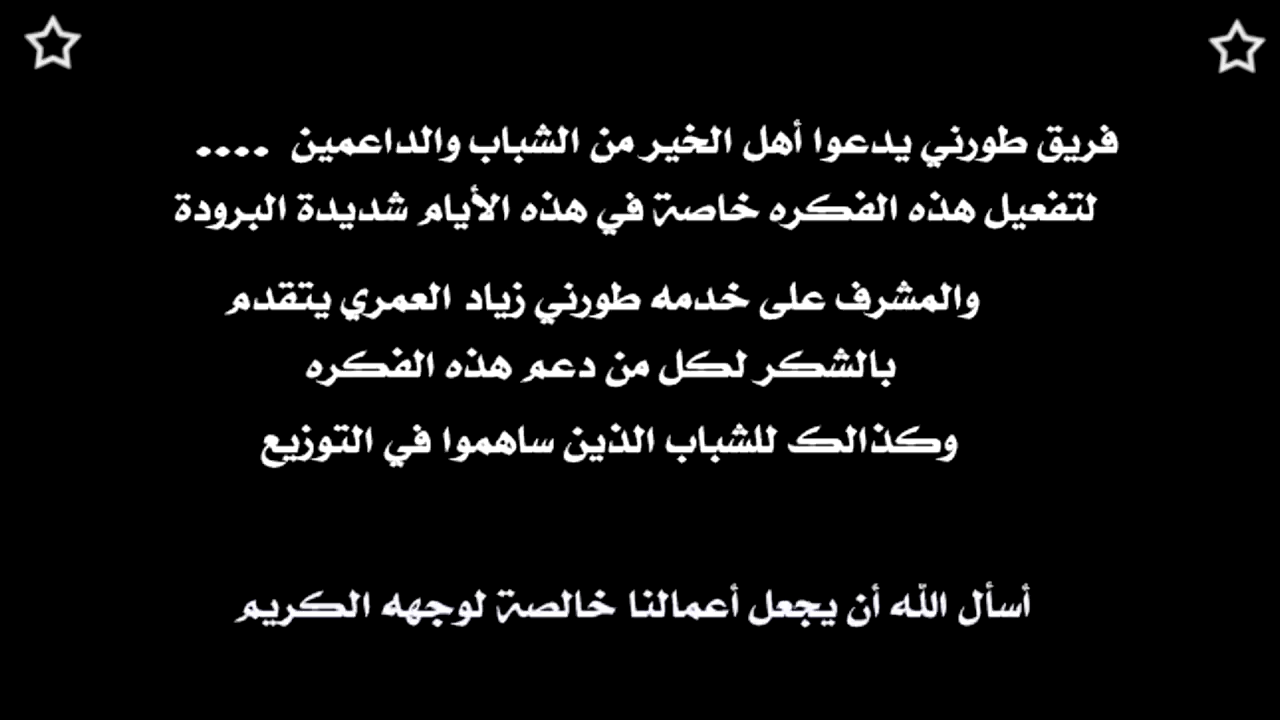 فريق طورني يدعوا أهل الخير من الشباب والداعمين ....
لتفعيل هذه الفكره خاصة في هذه الأيام شديدة البرودة
والمشرف على خدمه طورني زياد العمري يتقدم
بالشكر لكل من دعم هذه الفكره
وكذالك للشباب الذين ساهموا في التوزيع
أسأل الله أن يجعل أعمالنا خالصة لوجهه الكريم